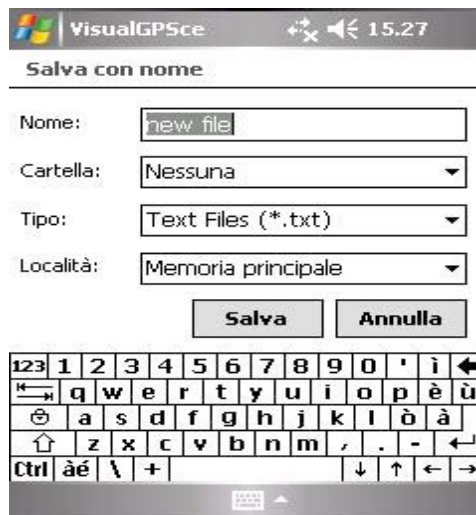 VisualGPSce 15.27
Salva con nome
Nome: new file
Cartella: Nessuna
Tipo: Text Files (*.txt)
Località: Memoria principale
Salva Annulla
123 1 2 3 4 5 6 7 8 9 0 ' ì
q w e r t y u i o p è ù
a s d f g h j k l ò à
z x c v b n m , . -
Ctrl àé \ +